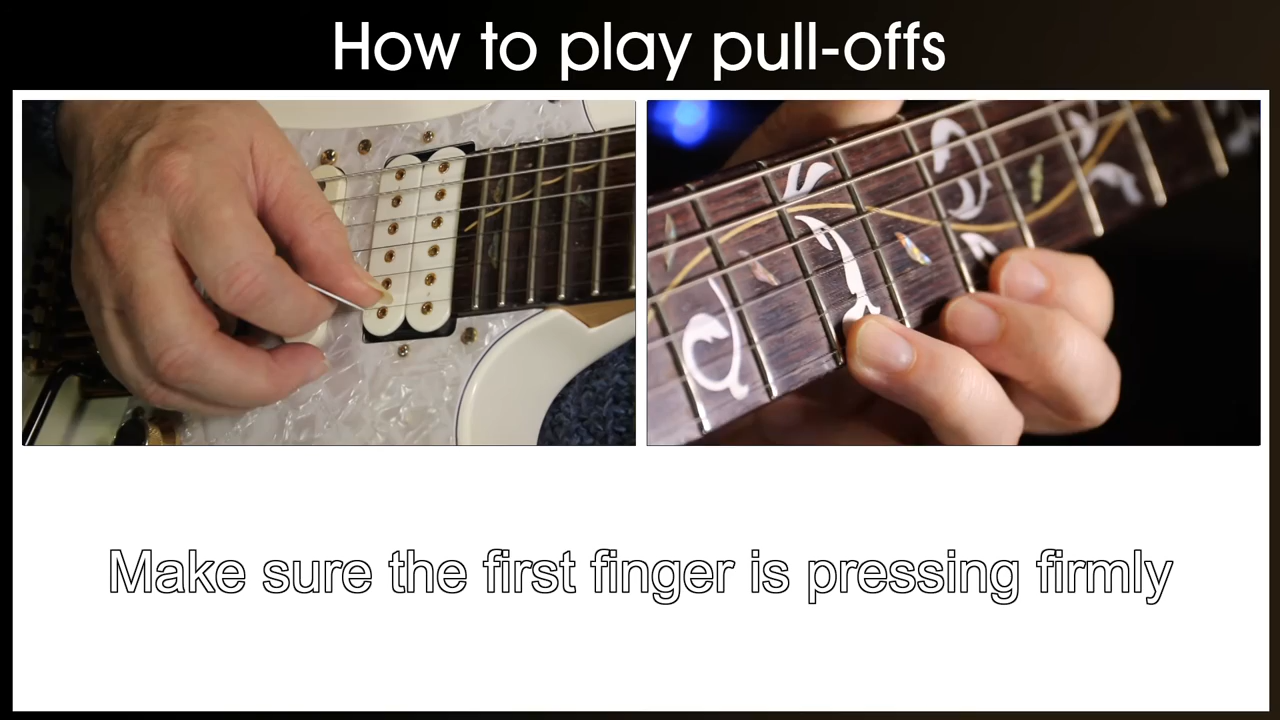 How to play pull-offs
Make sure the first finger is pressing firmly